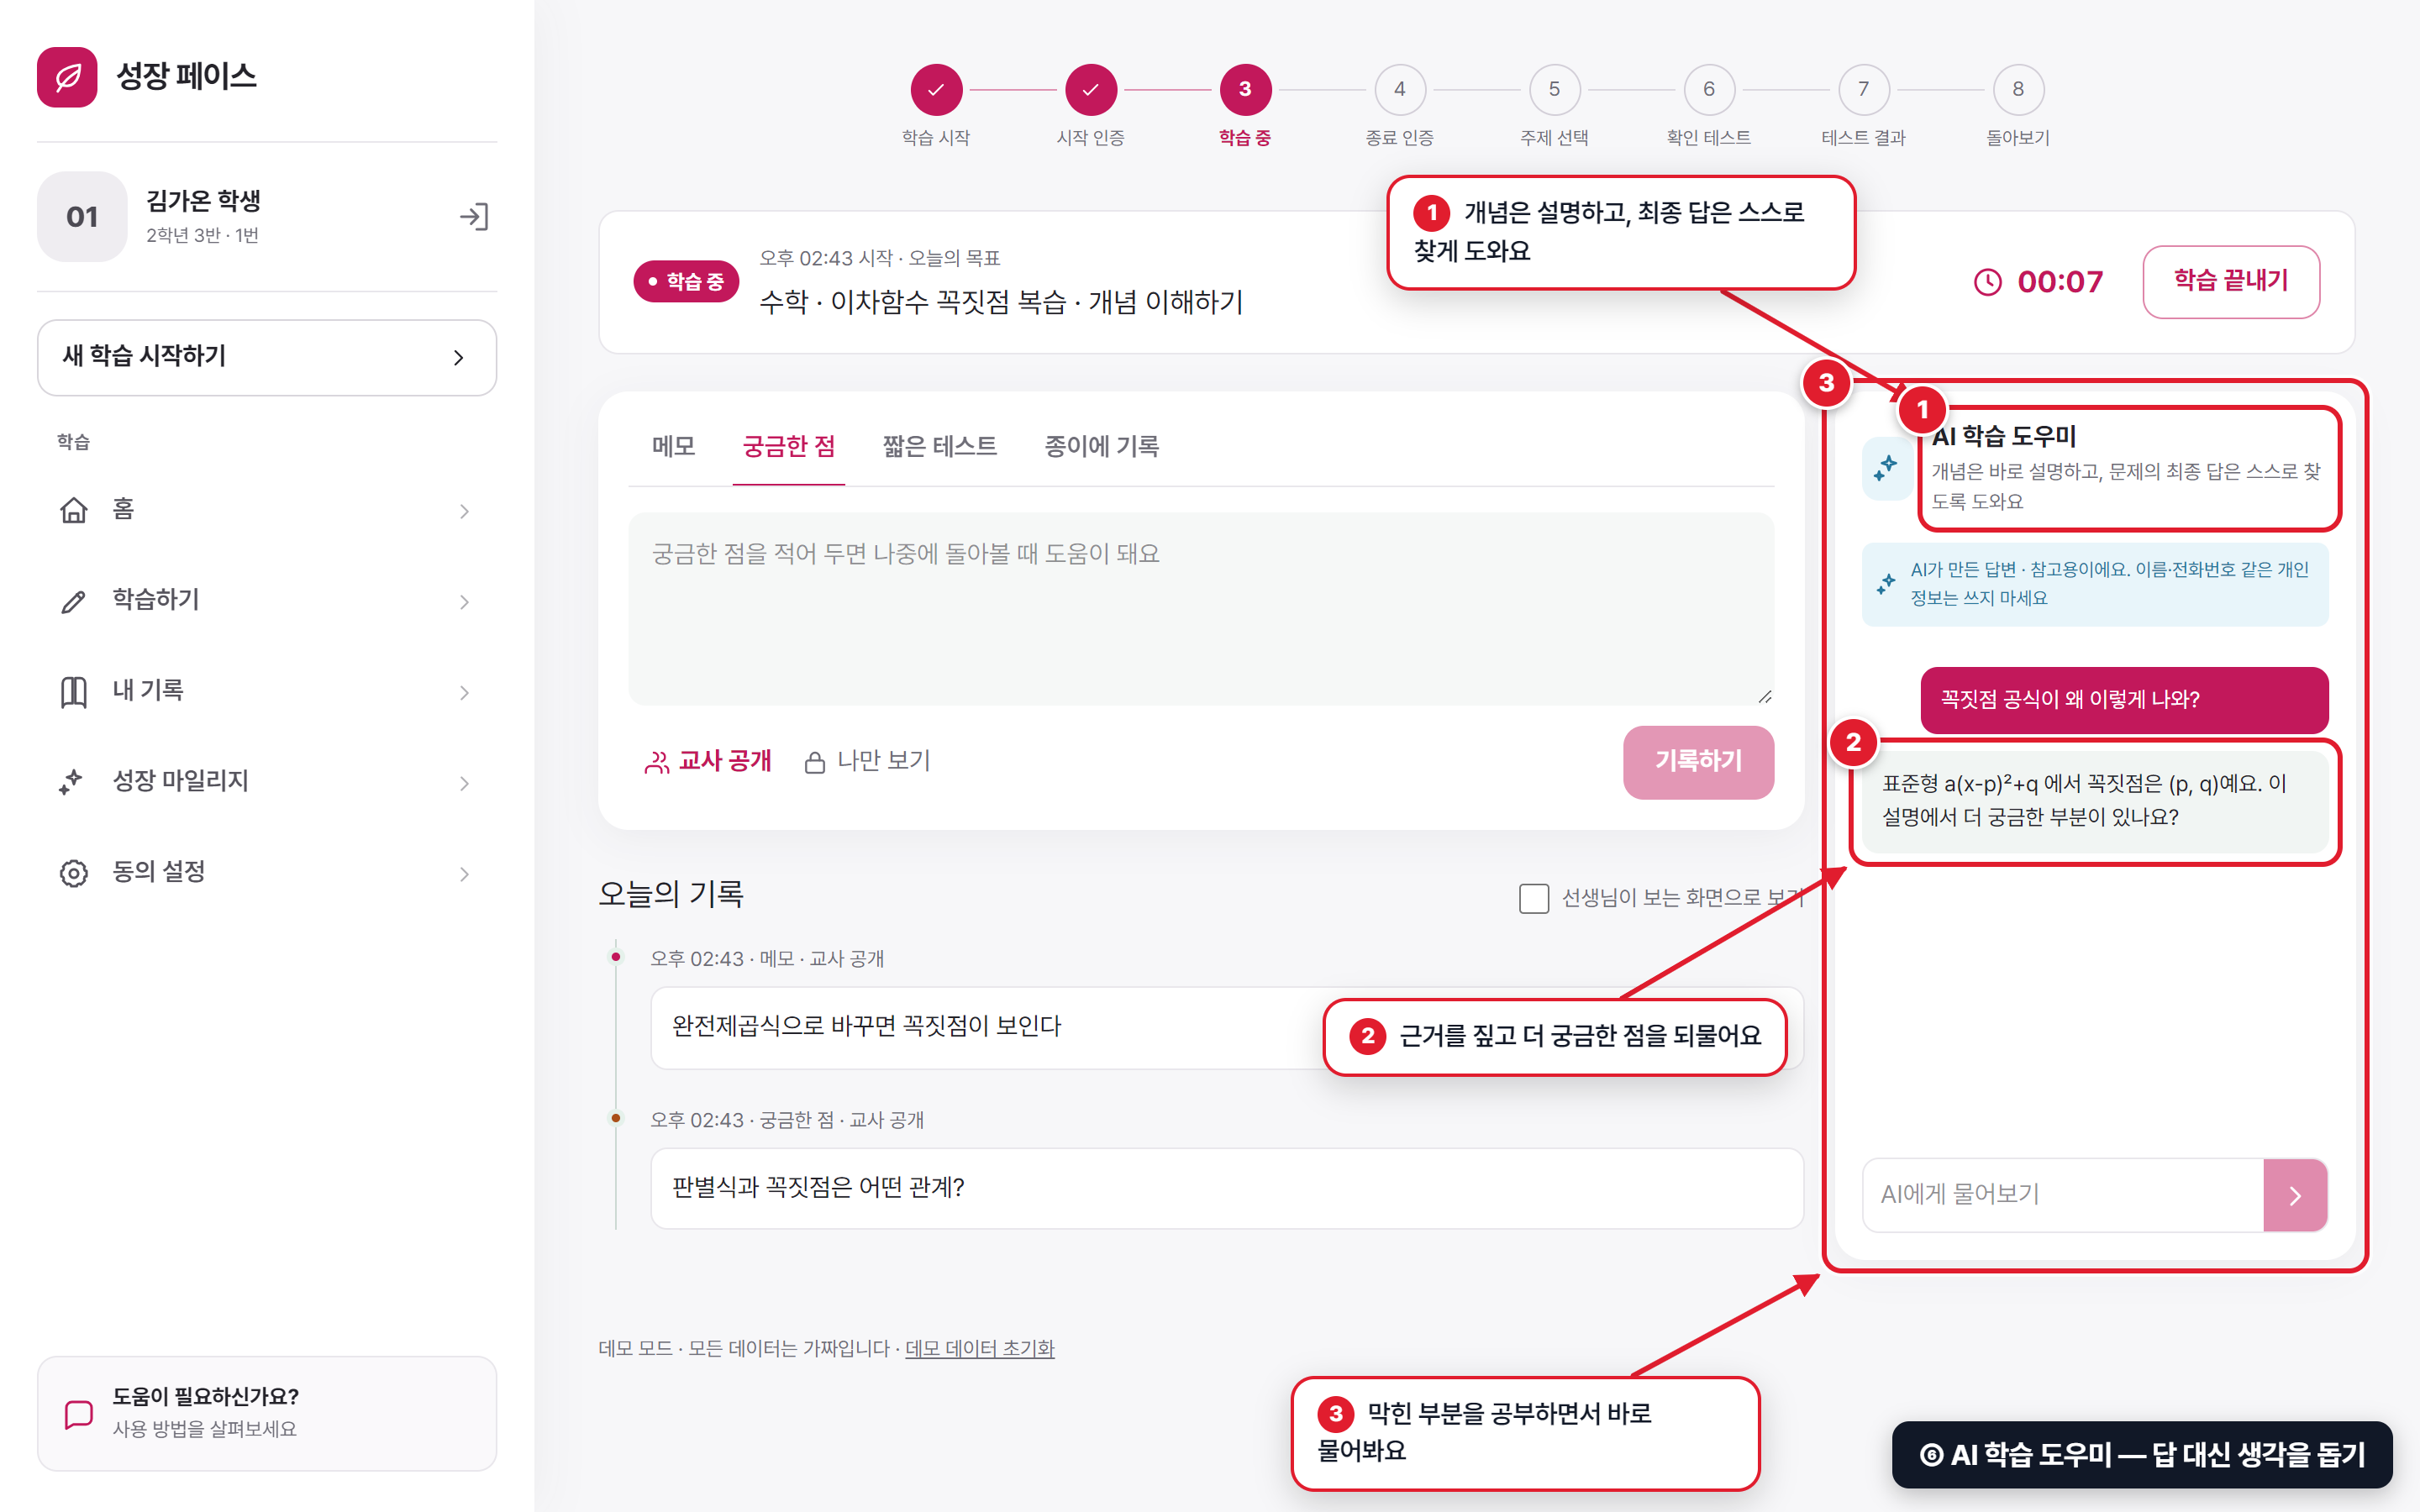 성장 페이스
01
김가온 학생
2학년 3반 · 1번
새 학습 시작하기
학습
홈
학습하기
내 기록
성장 마일리지
동의 설정
도움이 필요하신가요?
사용 방법을 살펴보세요
3 4 5 6 7 8
학습 시작 시작 인증 학습 중 종료 인증 주제 선택 확인 테스트 테스트 결과 돌아보기
1 개념은 설명하고, 최종 답은 스스로
찾게 도와요
학습 중
오후 02:43 시작 · 오늘의 목표
수학 · 이차함수 꼭짓점 복습 · 개념 이해하기
00:07
학습 끝내기
메모 궁금한 점 짧은 테스트 종이에 기록
궁금한 점을 적어 두면 나중에 돌아볼 때 도움이 돼요
교사 공개 나만 보기
기록하기
오늘의 기록
선생님이 보는 화면으로 보기
오후 02:43 · 메모 · 교사 공개
완전제곱식으로 바꾸면 꼭짓점이 보인다
2 근거를 짚고 더 궁금한 점을 되물어요
오후 02:43 · 궁금한 점 · 교사 공개
판별식과 꼭짓점은 어떤 관계?
3
1
AI 학습 도우미
개념은 바로 설명하고, 문제의 최종 답은 스스로 찾
도록 도와요
AI가 만든 답변 · 참고용이에요. 이름·전화번호 같은 개인
정보는 쓰지 마세요
꼭짓점 공식이 왜 이렇게 나와?
2
표준형 a(x-p)²+q 에서 꼭짓점은 (p, q)예요. 이
설명에서 더 궁금한 부분이 있나요?
AI에게 물어보기
데모 모드 · 모든 데이터는 가짜입니다 · 데모 데이터 초기화
3 막힌 부분을 공부하면서 바로
물어봐요
⑥ AI 학습 도우미 — 답 대신 생각을 돕기